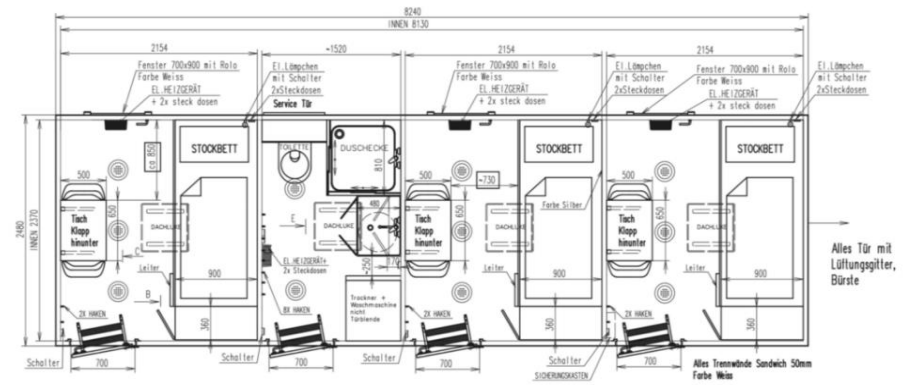 8240
INNEN 8130
2154
~1520
2154
2154
Fenster 700x900 mit Rolo
Farbe Weiss
EL.HEIZGERÄT
+ 2x steck dosen
El.Lämpchen
mit Schalter
2xSteckdosen
Service Tür
Fenster 700x900 mit Rolo
Farbe Weiss
EL.HEIZGERÄT
+ 2x steck dosen
El.Lämpchen
mit Schalter
2xSteckdosen
Fenster 700x900 mit Rolo
Farbe Weiss
EL.HEIZGERÄT
+ 2x steck dosen
El.Lämpchen
mit Schalter
2xSteckdosen
2480
INNEN 2370
ca 850
STOCKBETT
TOILETTE
DUSCHECKE
810
STOCKBETT
STOCKBETT
500
650
Tisch
Klapp
hinunter
DACHLUKE
C
Leiter
900
B
2X HAKEN
360
Schalter
700
E
DACHLUKE
480
250
770
EL.HEIZGERÄT+
2x Steckdosen
8X HAKEN
Trockner +
Waschmaschine
nicht
Türblende
Schalter
700
500
~730
650
Tisch
Klapp
hinunter
DACHLUKE
Farbe Silber
Leiter
900
2X HAKEN
360
Schalter
700
Schalter
SICHERUNGSKASTEN
500
650
Tisch
Klapp
hinunter
DACHLUKE
Leiter
900
2X HAKEN
360
700
Alles Tür mit
Lüftungsgitter,
Bürste
Alles Trennwände Sandwich 50mm
Farbe Weiss